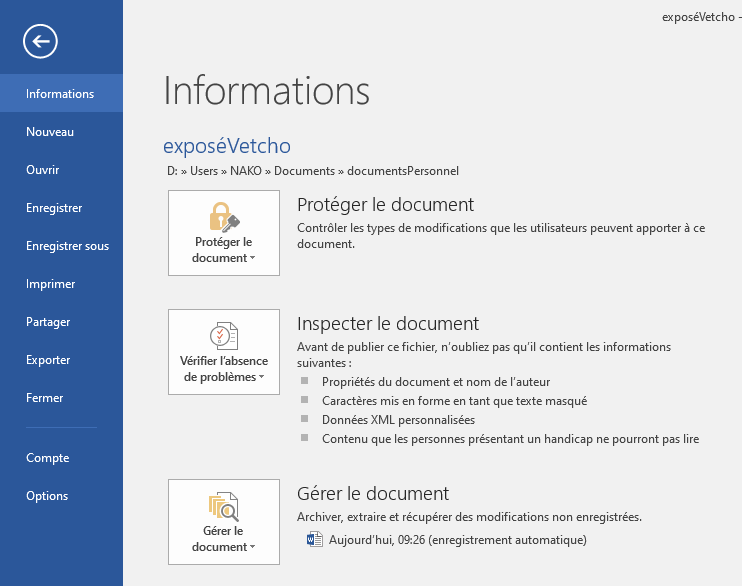 exposéVetcho -
Informations
Nouveau
Ouvrir
Enregistrer
Enregistrer sous
Imprimer
Partager
Exporter
Fermer
Compte
Options
Informations
exposéVetcho
D: » Users » NAKO » Documents » documentsPersonnel
Protéger le
document
Protéger le document
Contrôler les types de modifications que les utilisateurs peuvent apporter à ce
document.
Vérifier l'absence
de problèmes
Inspecter le document
Avant de publier ce fichier, n'oubliez pas qu'il contient les informations
suivantes :
Propriétés du document et nom de l'auteur
Caractères mis en forme en tant que texte masqué
Données XML personnalisées
Contenu que les personnes présentant un handicap ne pourront pas lire
Gérer le
document
Gérer le document
Archiver, extraire et récupérer des modifications non enregistrées.
Aujourd'hui, 09:26 (enregistrement automatique)